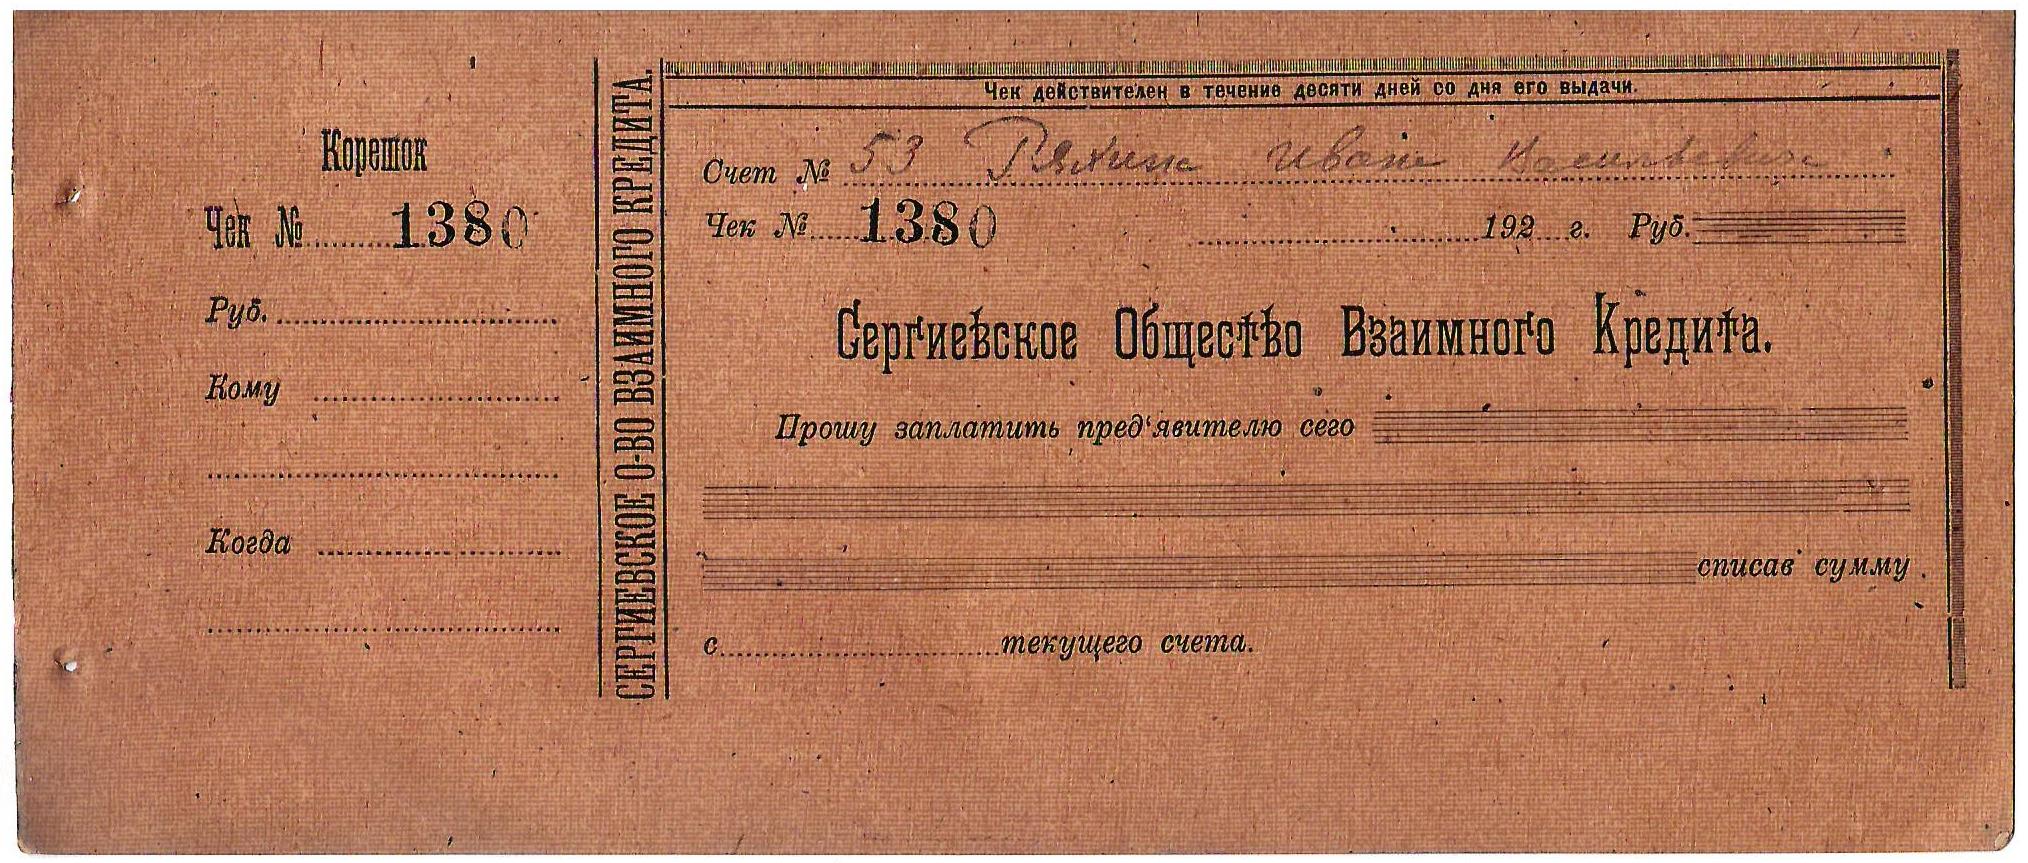 Корешок
Чек № 1380
Руб.
Кому
Когда
СЕРГИЕВСКОЕ О-ВО ВЗАИМНОГО КРЕДИТА.
Чек действителен в течение десяти дней со дня его выдачи.
Счет № 53 Иван Васильевич
Чек № 1380 192 г. Руб.
Сергиевское Общество Взаимного Кредита.
Прошу заплатить пред'явителю сего
списав сумму
с текущего счета.